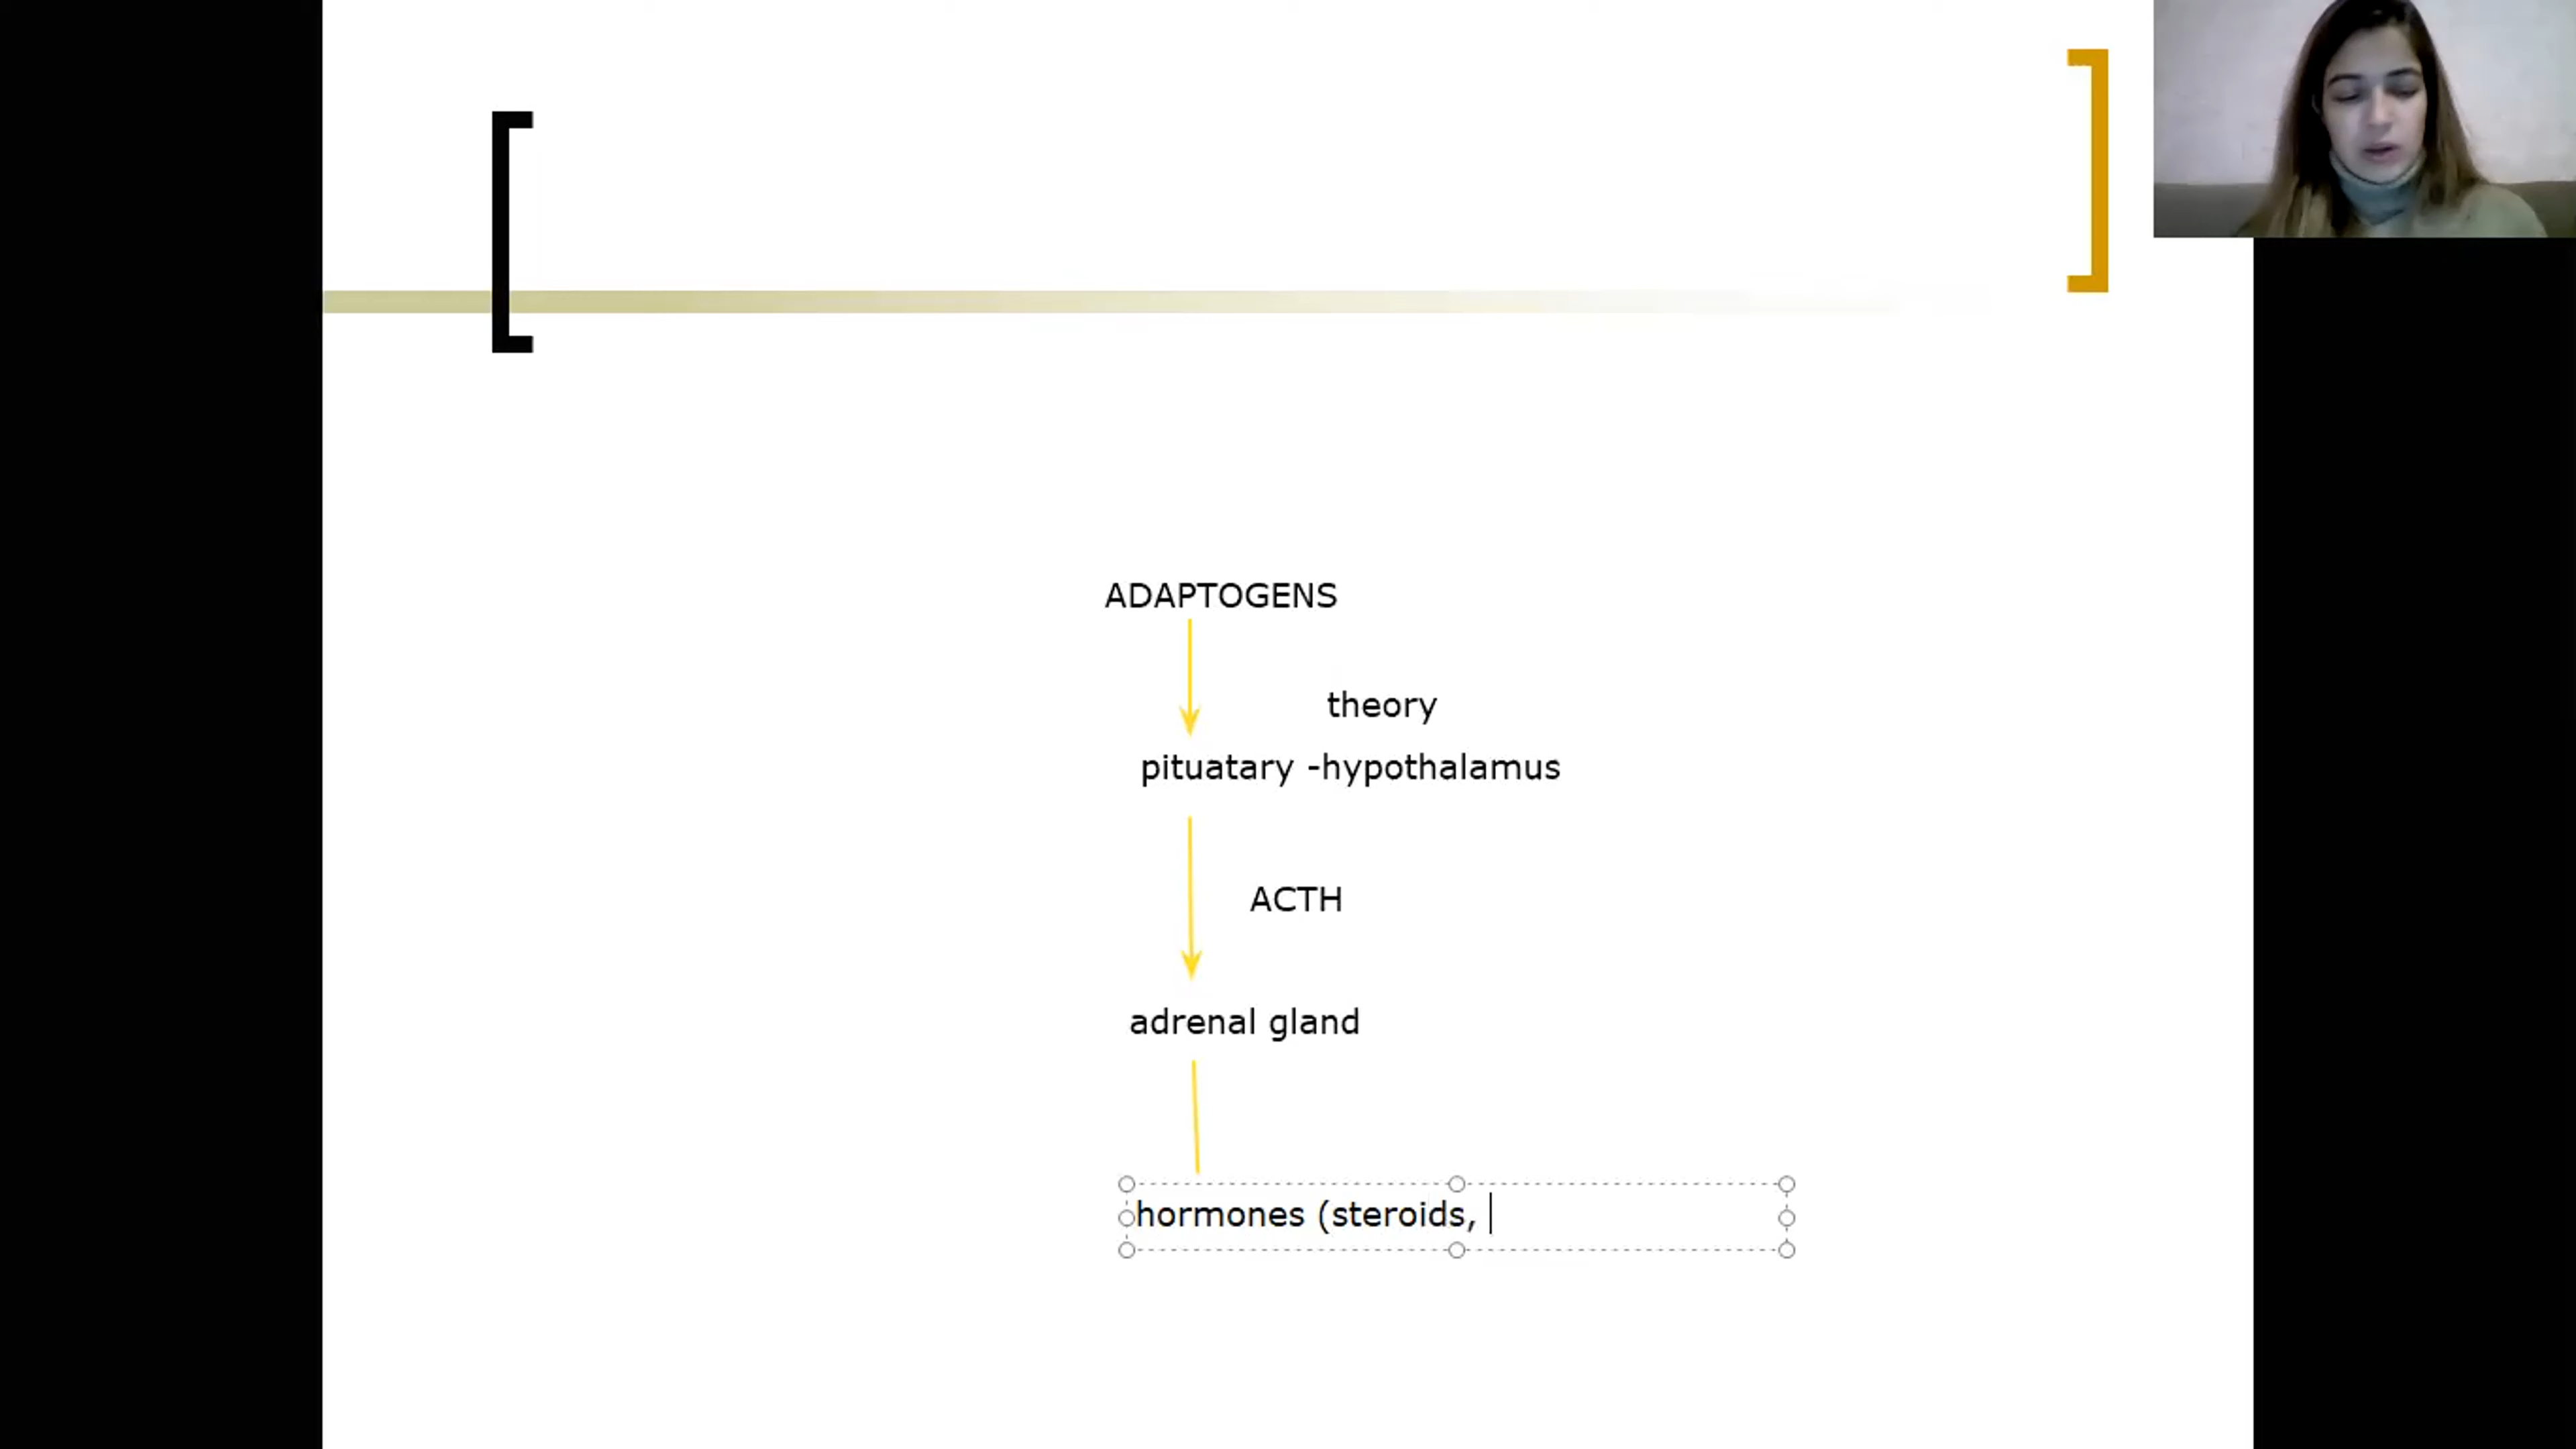 ADAPTOGENS
theory
pituatary -hypothalamus
ACTH
adrenal gland
hormones (steroids,